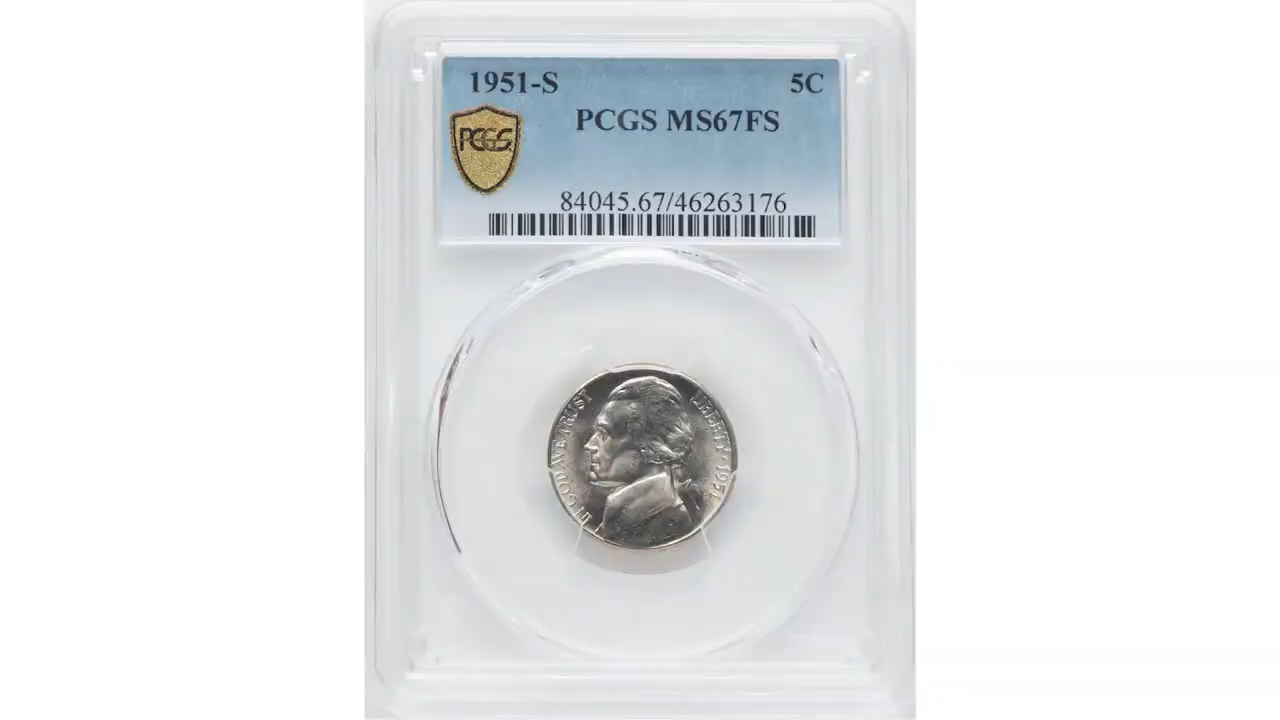 1951-S 5C
PCGS MS67FS
PCGS
84045.67/46263176
IN GOD WE TRUST
LIBERTY · 1951